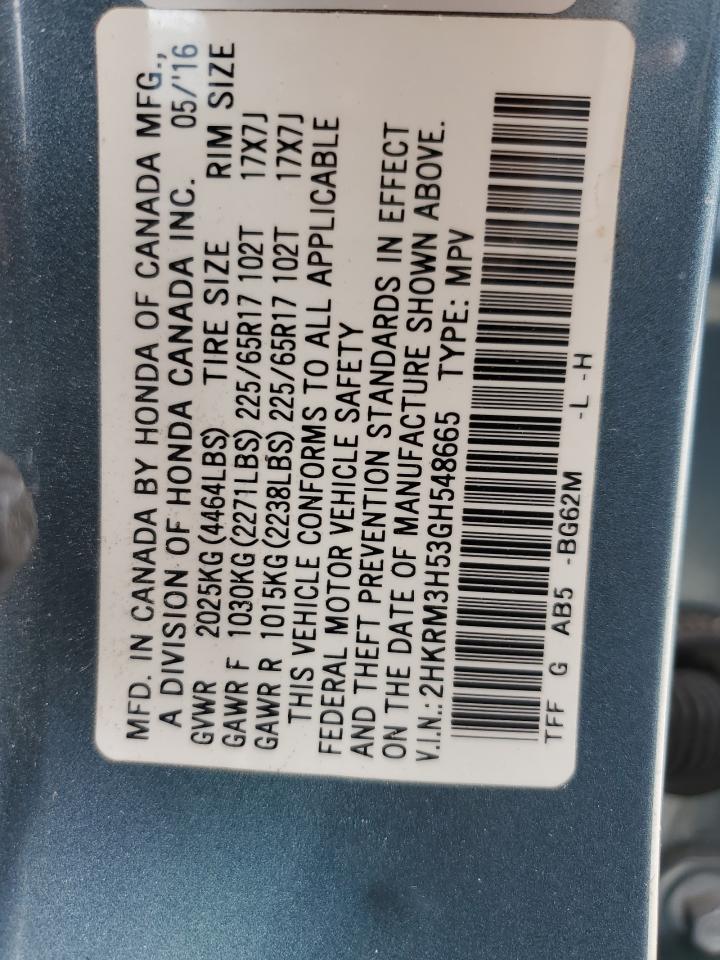 MFD. IN CANADA BY HONDA OF CANADA MFG.,
A DIVISION OF HONDA CANADA INC. 05/'16
GVWR 2025KG (4464LBS) TIRE SIZE RIM SIZE
GAWR F 1030KG (2271LBS) 225/65R17 102T 17X7J
GAWR R 1015KG (2238LBS) 225/65R17 102T 17X7J
THIS VEHICLE CONFORMS TO ALL APPLICABLE
FEDERAL MOTOR VEHICLE SAFETY
AND THEFT PREVENTION STANDARDS IN EFFECT
ON THE DATE OF MANUFACTURE SHOWN ABOVE.
V.I.N.: 2HKRM3H53GH548665 TYPE: MPV
TFF G AB5 -BG62M -L -H